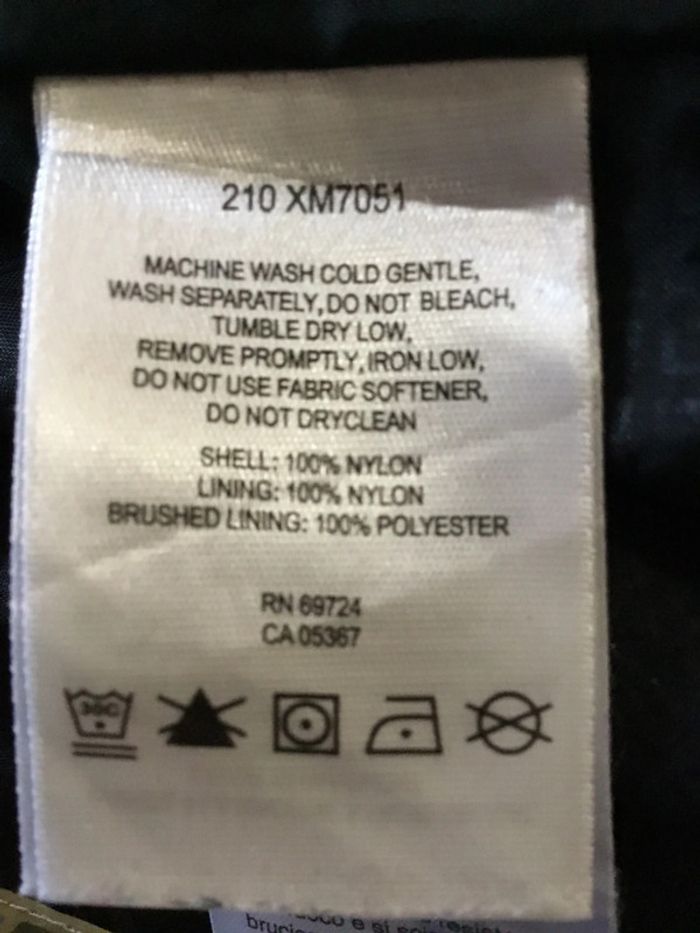 210 XM7051
MACHINE WASH COLD GENTLE,
WASH SEPARATELY, DO NOT BLEACH,
TUMBLE DRY LOW,
REMOVE PROMPTLY, IRON LOW,
DO NOT USE FABRIC SOFTENER,
DO NOT DRYCLEAN
SHELL: 100% NYLON
LINING: 100% NYLON
BRUSHED LINING: 100% POLYESTER
RN 69724
CA 05367
30C
e si